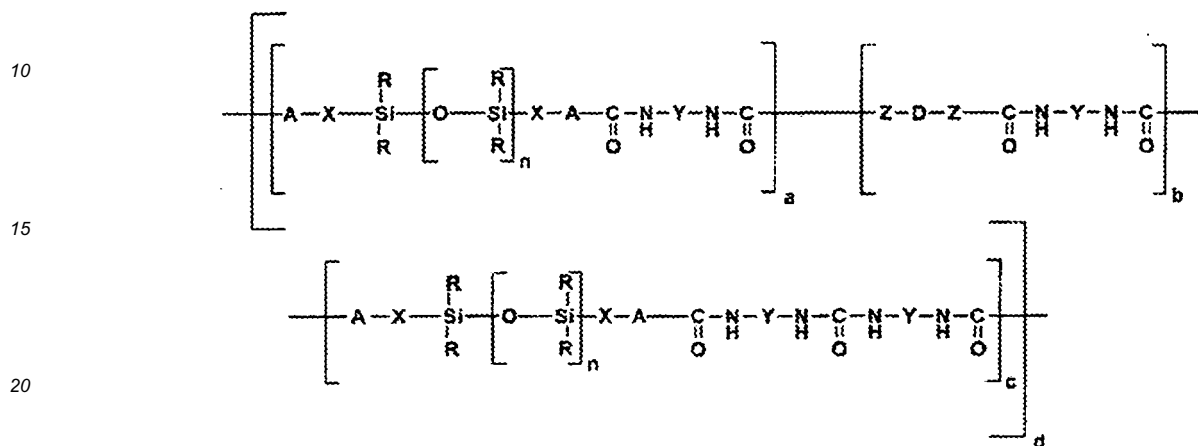 R R
10
A-X-Si-[O-Si]n-X-A-C-N-Y-N-C
R R O H H O
a
Z-D-Z-C-N-Y-N-C
O H H O
b
15
R R
A-X-Si-[O-Si]n-X-A-C-N-Y-N-C-N-Y-N-C
R R O H H O H H O
c
20
d